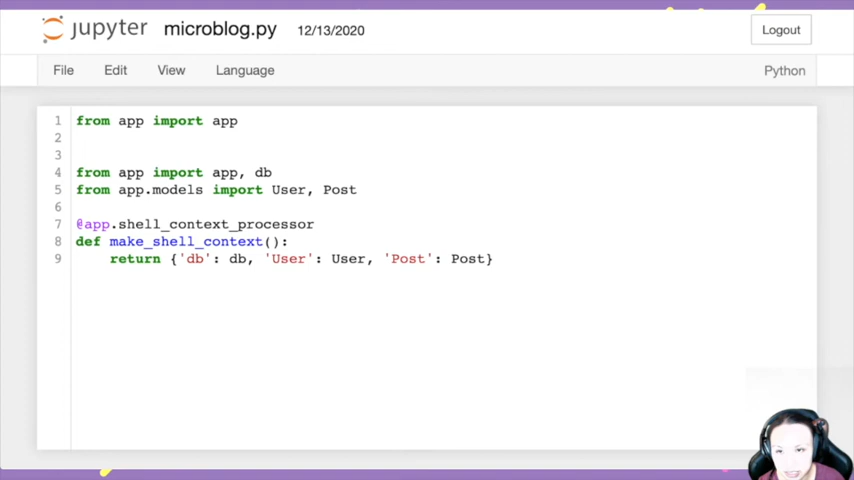 jupyter microblog.py 12/13/2020 Logout
File Edit View Language Python
1 from app import app
2
3
4 from app import app, db
5 from app.models import User, Post
6
7 @app.shell_context_processor
8 def make_shell_context():
9     return {'db': db, 'User': User, 'Post': Post}